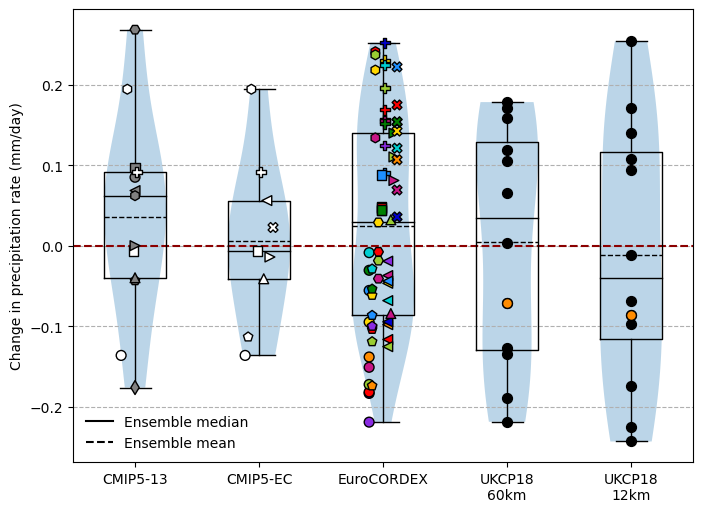 Change in precipitation rate (mm/day)
0.2
0.1
0.0
−0.1
−0.2
Ensemble median
Ensemble mean
CMIP5-13
CMIP5-EC
EuroCORDEX
UKCP18
60km
UKCP18
12km